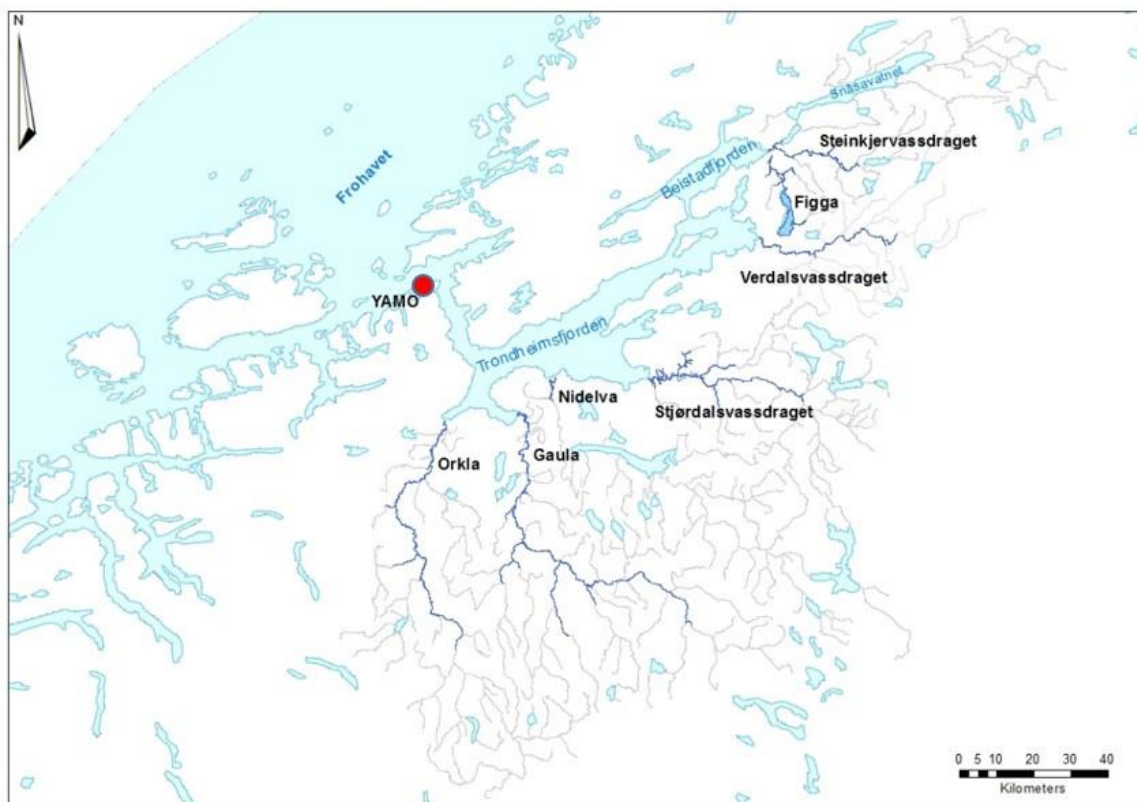 N
Snåsavatnet
Steinkjervassdraget
Beistadfjorden
Frohavet
Figga
Verdalsvassdraget
YAMO
Trondheimsfjorden
Nidelva
Stjørdalsvassdraget
Orkla
Gaula
0 5 10 20 30 40
Kilometers